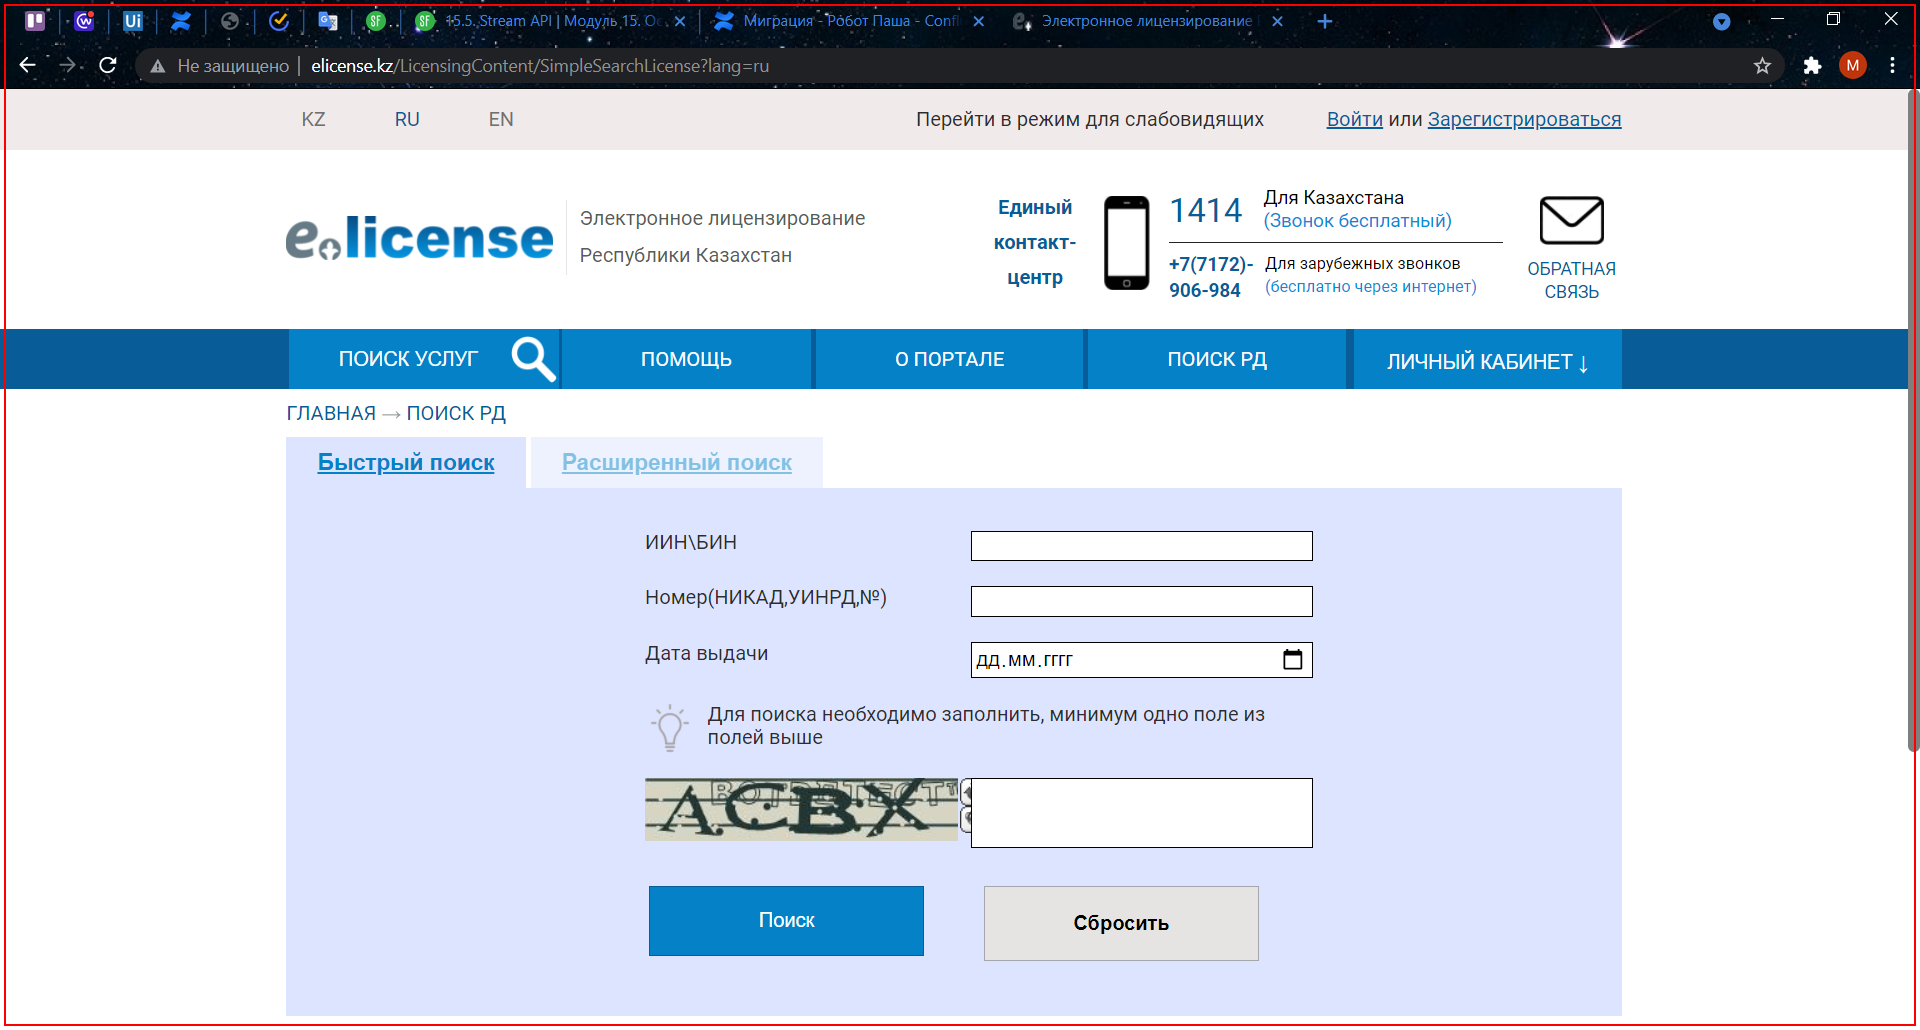 15.5. Stream API | Модуль 15. Ос
Миграция - Робот Паша - Confl
Электронное лицензирование
Не защищено | elicense.kz/LicensingContent/SimpleSearchLicense?lang=ru
M
KZ RU EN Перейти в режим для слабовидящих Войти или Зарегистрироваться
e.license
Электронное лицензирование
Республики Казахстан
Единый
контакт-
центр
1414 Для Казахстана
(Звонок бесплатный)
+7(7172)-
906-984
Для зарубежных звонков
(бесплатно через интернет)
ОБРАТНАЯ
СВЯЗЬ
ПОИСК УСЛУГ ПОМОЩЬ О ПОРТАЛЕ ПОИСК РД ЛИЧНЫЙ КАБИНЕТ ↓
ГЛАВНАЯ → ПОИСК РД
Быстрый поиск Расширенный поиск
ИИН\БИН
Номер(НИКАД,УИНРД,№)
Дата выдачи дд.мм.гггг
Для поиска необходимо заполнить, минимум одно поле из
полей выше
ACBX
Поиск Сбросить